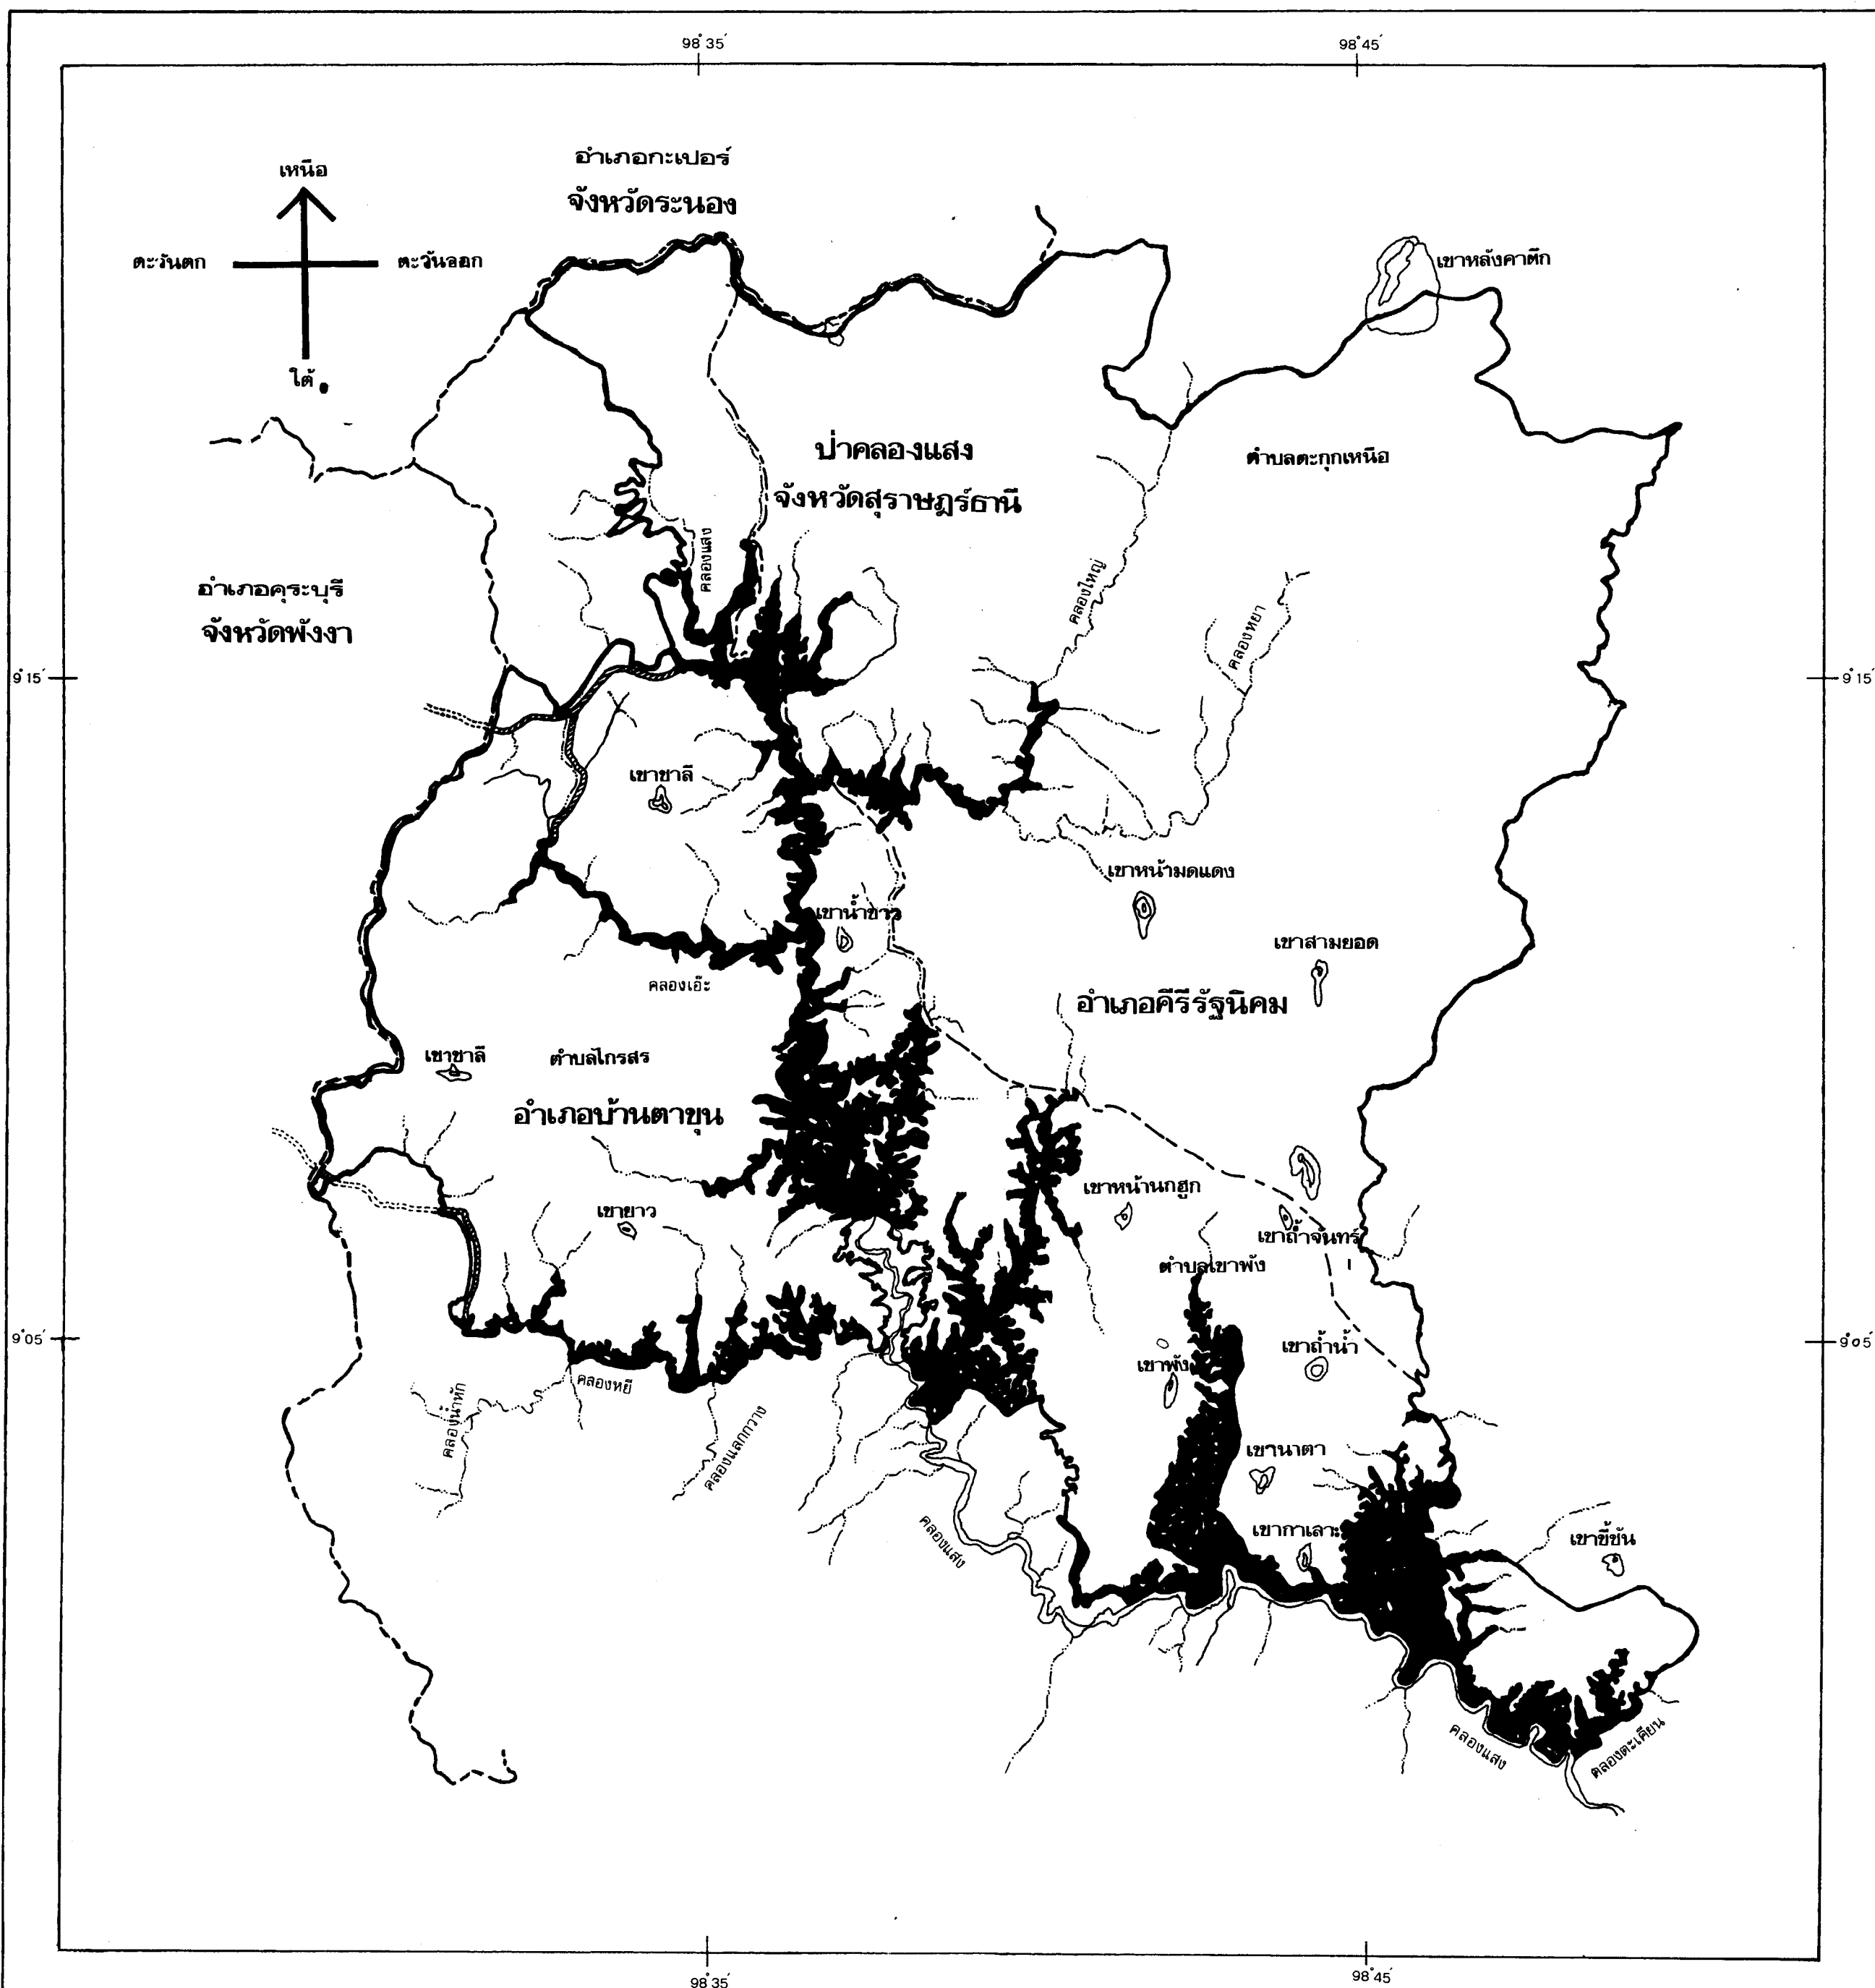 98°35′
98°45′
เหนือ
ตะวันตก
ตะวันออก
ใต้
อำเภอกะเปอร์
จังหวัดระนอง
เขาหลังคาตึก
ป่าคลองแสง
จังหวัดสุราษฎร์ธานี
ตำบลตะกุกเหนือ
คลองแสง
อำเภอคุระบุรี
จังหวัดพังงา
คลองใหญ่
คลองหยา
9°15′
9°15′
เขาชาลี
เขาหน้ามดแดง
เขาน้ำขาว
เขาสามยอด
คลองเอ๊ะ
อำเภอคีรีรัฐนิคม
เขาชาลี
ตำบลไกรสร
อำเภอบ้านตาขุน
เขายาว
เขาหน้านกฮูก
เขาถ้ำจันทร์
ตำบลเขาพัง
9°05′
9°05′
เขาพัง
เขาถ้ำน้ำ
คลองหยี
คลองน้ำหัก
คลองแลกกวาง
เขานาตา
คลองแสง
เขากาเลาะ
เขาขี้ชัน
คลองแสง
คลองตะเคียน
98°35′
98°45′